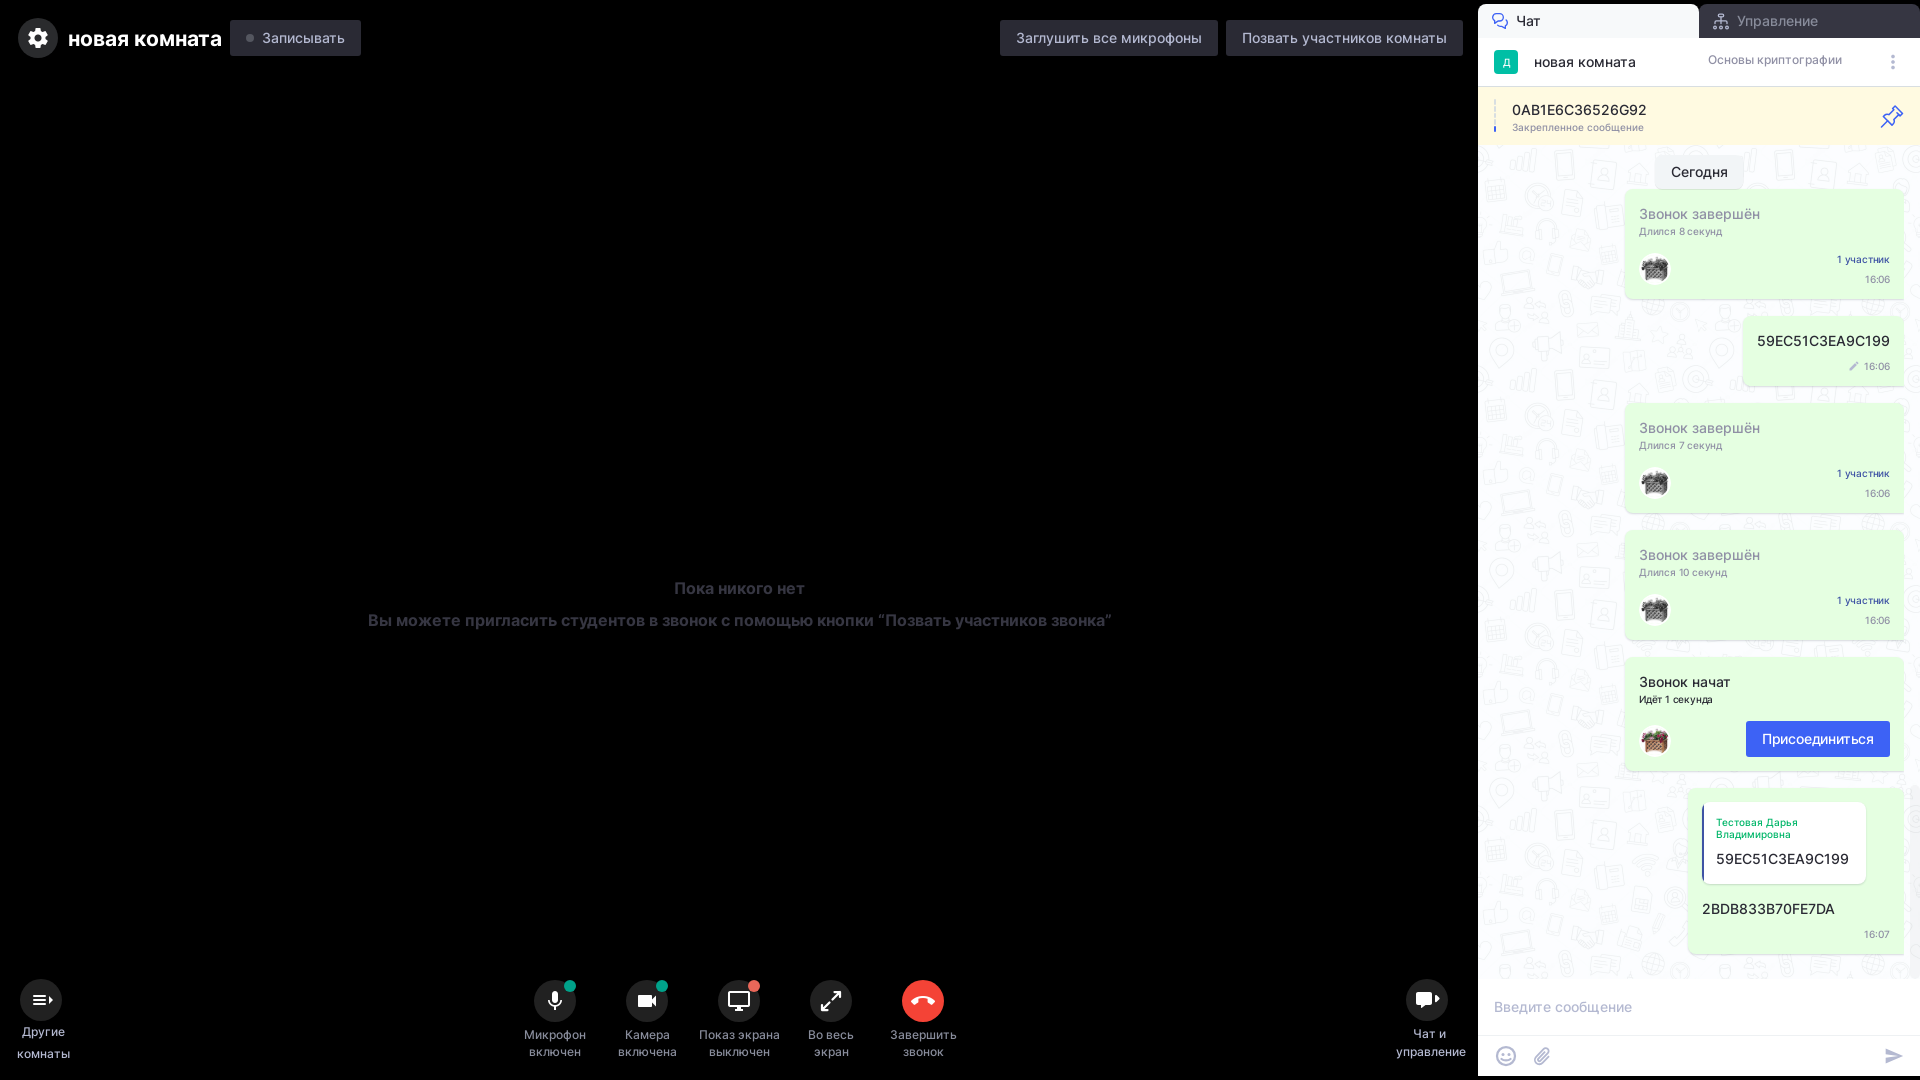 новая комната
Записывать
Заглушить все микрофоны
Позвать участников комнаты
Пока никого нет
Вы можете пригласить студентов в звонок с помощью кнопки “Позвать участников звонка”
Другие
комнаты
Микрофон
включен
Камера
включена
Показ экрана
выключен
Во весь
экран
Завершить
звонок
Чат и
управление
Чат
Управление
Д
новая комната
Основы криптографии
0AB1E6C36526G92
Закрепленное сообщение
Сегодня
Звонок завершён
Длился 8 секунд
1 участник
16:06
59EC51C3EA9C199
16:06
Звонок завершён
Длился 7 секунд
1 участник
16:06
Звонок завершён
Длился 10 секунд
1 участник
16:06
Звонок начат
Идёт 1 секунда
Присоединиться
Тестовая Дарья
Владимировна
59EC51C3EA9C199
2BDB833B70FE7DA
16:07
Введите сообщение